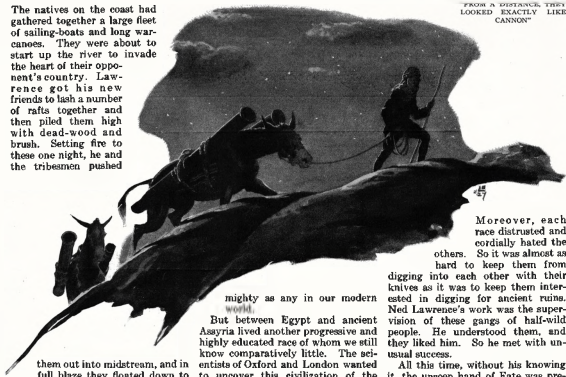 The natives on the coast had
gathered together a large fleet
of sailing-boats and long war-
canoes. They were about to
start up the river to invade
the heart of their oppo-
nent's country. Law-
rence got his new
friends to lash a number
of rafts together and
then piled them high
with dead-wood and
brush. Setting fire to
these one night, he and
the tribesmen pushed
them out into midstream, and in
full blaze they floated down to
mighty as any in our modern
world.
But between Egypt and ancient
Assyria lived another progressive and
highly educated race of whom we still
know comparatively little. The sci-
entists of Oxford and London wanted
to uncover this civilization of the
"FROM A DISTANCE, THEY
LOOKED EXACTLY LIKE
CANNON"
Moreover, each
race distrusted and
cordially hated the
others. So it was almost as
hard to keep them from
digging into each other with their
knives as it was to keep them inter-
ested in digging for ancient ruins.
Ned Lawrence's work was the super-
vision of these gangs of half-wild
people. He understood them, and
they liked him. So he met with un-
usual success.
All this time, without his knowing
it, the unseen hand of Fate was pre-